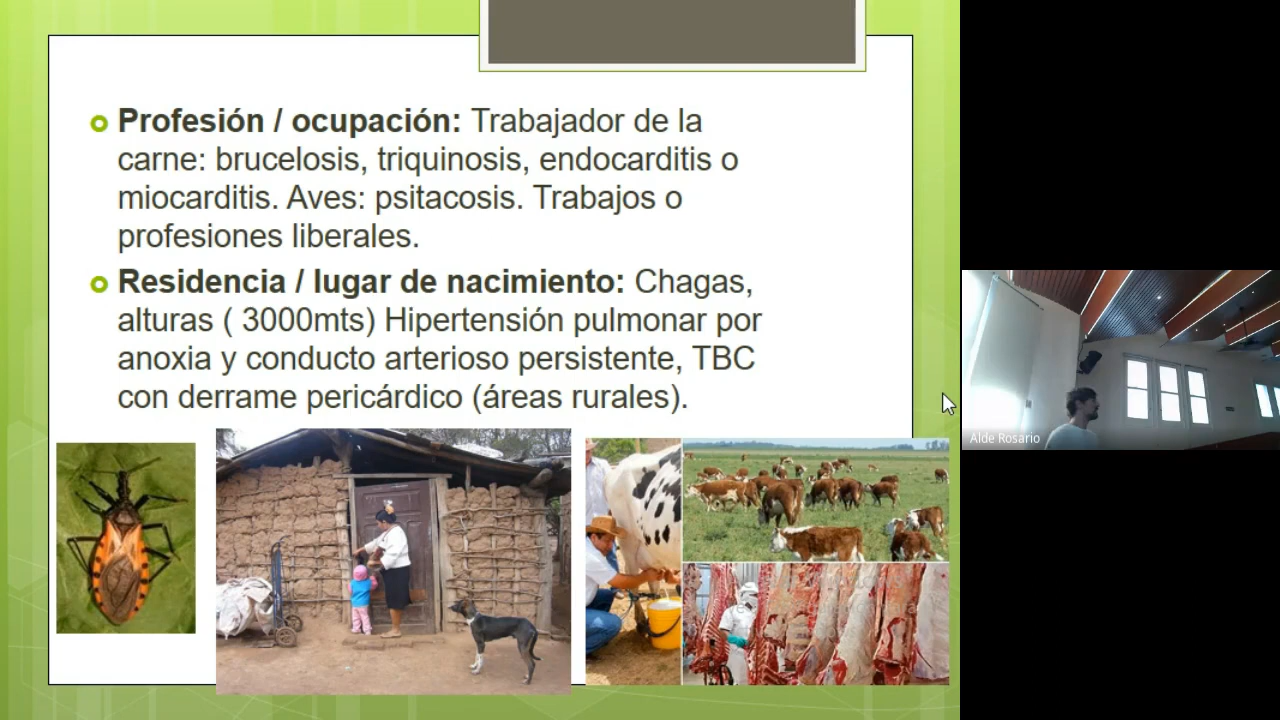 Profesión / ocupación: Trabajador de la
carne: brucelosis, triquinosis, endocarditis o
miocarditis. Aves: psitacosis. Trabajos o
profesiones liberales.
Residencia / lugar de nacimiento: Chagas,
alturas ( 3000mts) Hipertensión pulmonar por
anoxia y conducto arterioso persistente, TBC
con derrame pericárdico (áreas rurales).
Alde Rosario